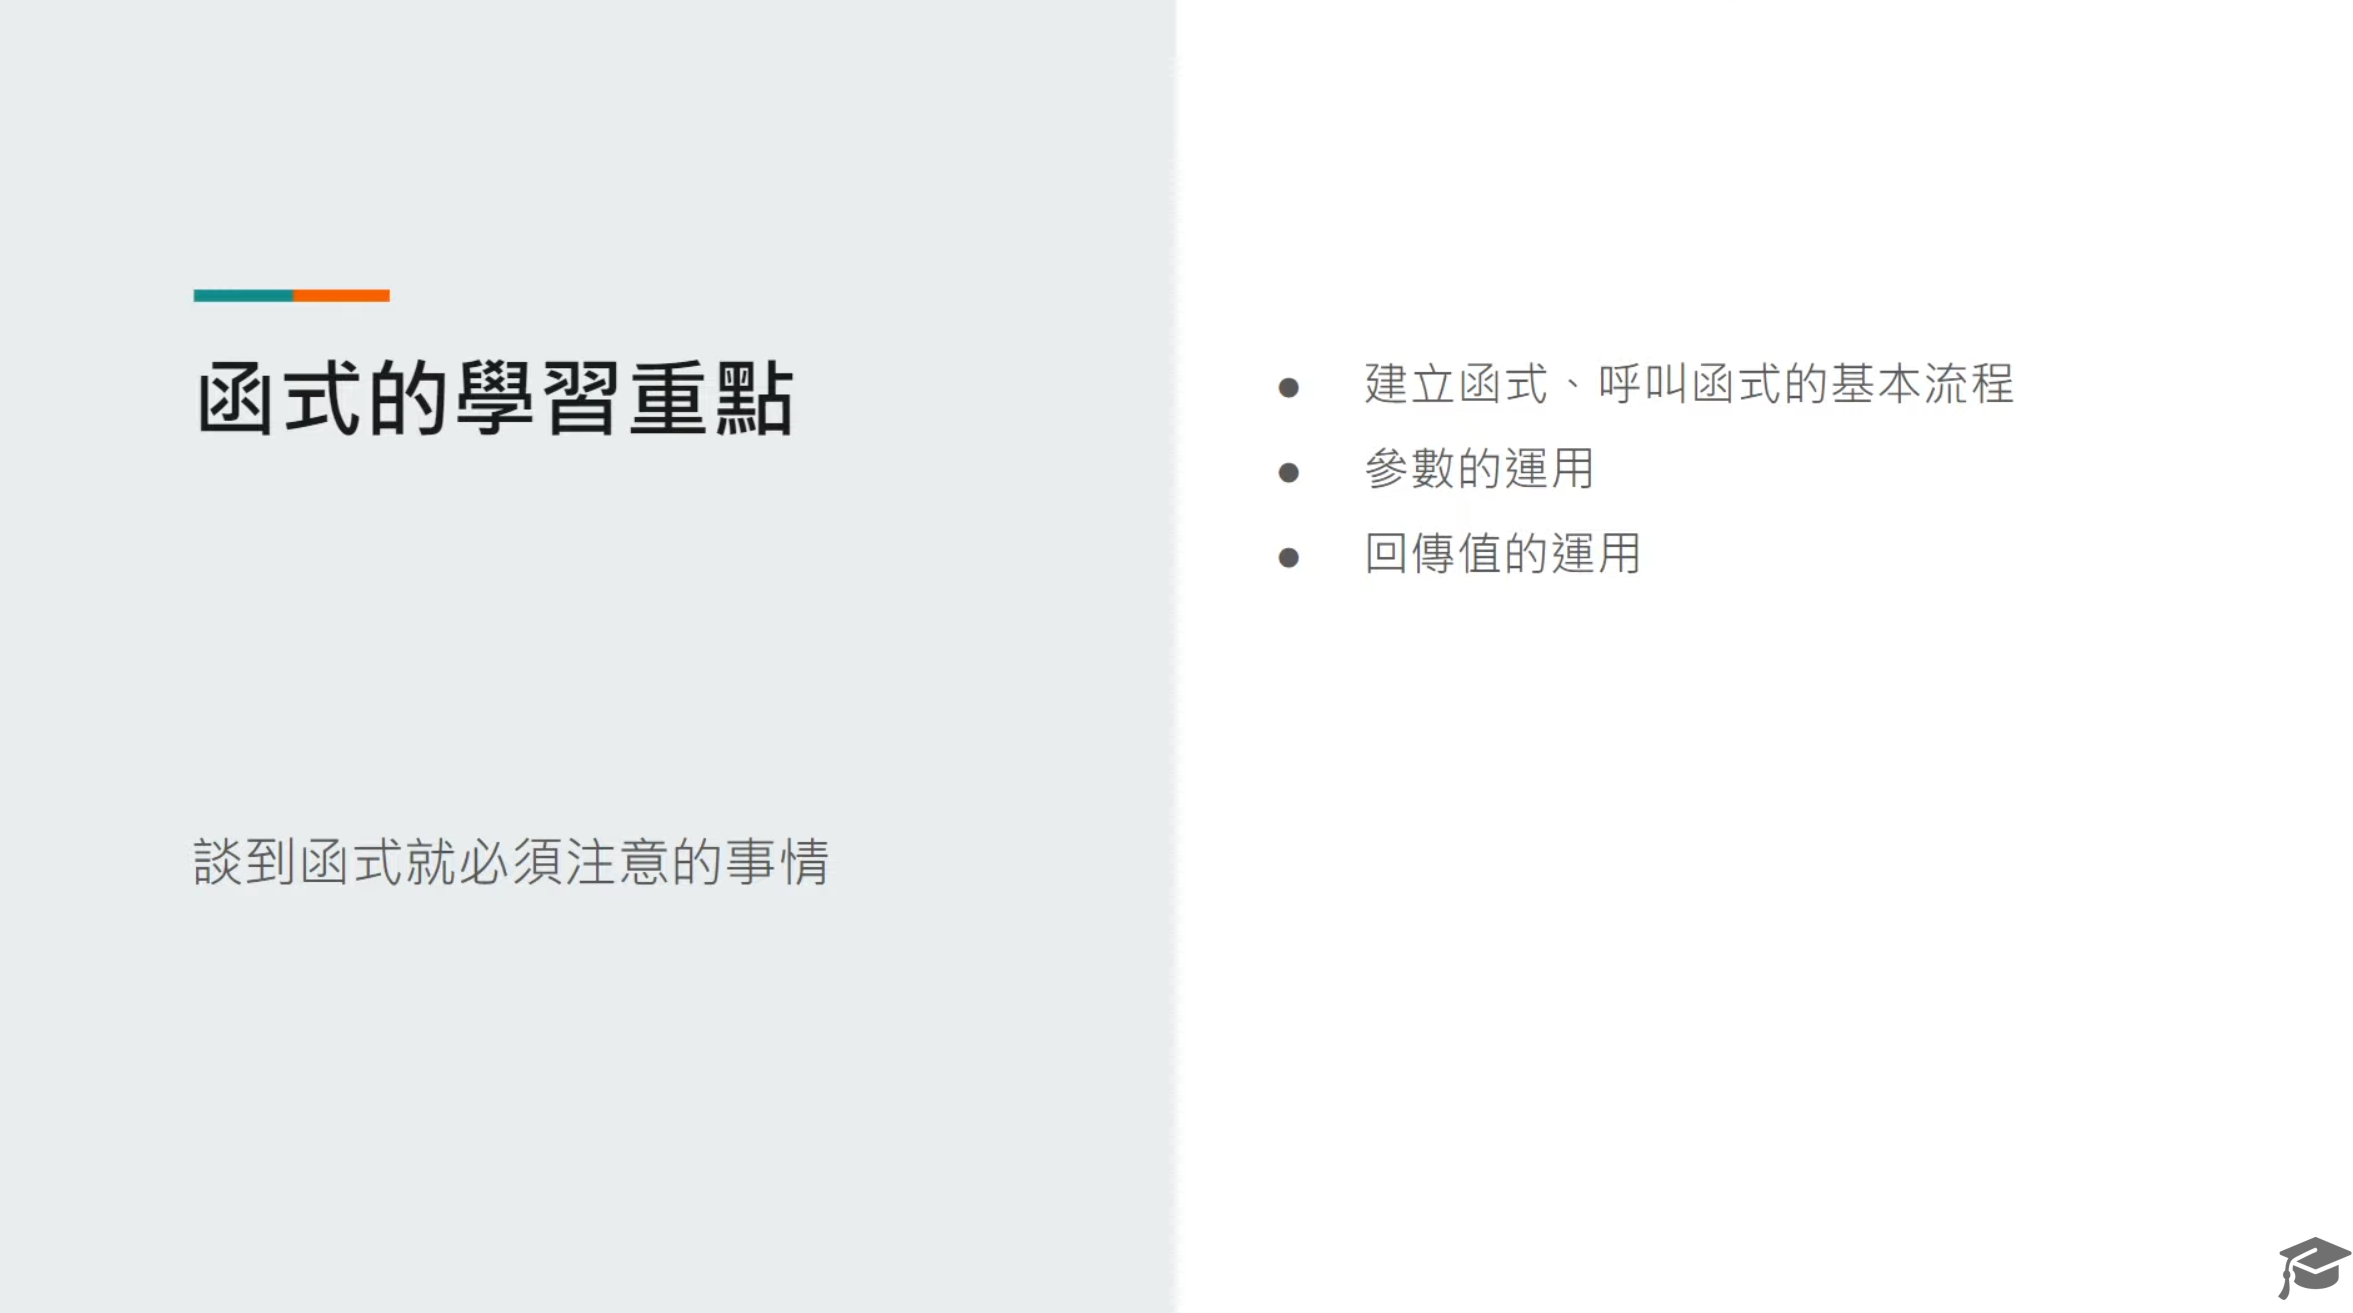 函式的學習重點
談到函式就必須注意的事情
● 建立函式、呼叫函式的基本流程
● 參數的運用
● 回傳值的運用